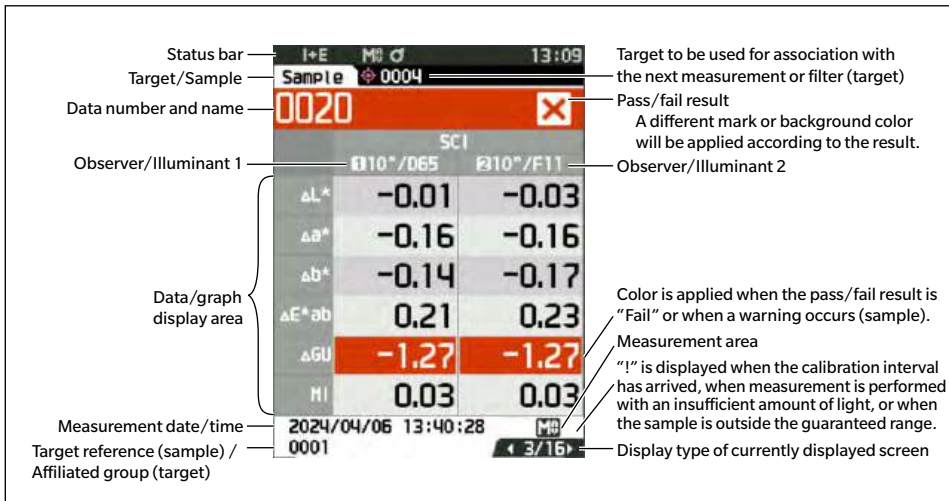 Status bar
Target/Sample
Data number and name
Observer/Illuminant 1
Data/graph
display area
Measurement date/time
Target reference (sample) /
Affiliated group (target)
I+E 13:09
Sample 0004
0020
SCI
1 10°/D65 2 10°/F11
ΔL* -0.01 -0.03
Δa* -0.16 -0.16
Δb* -0.14 -0.17
ΔE*ab 0.21 0.23
ΔGU -1.27 -1.27
MI 0.03 0.03
2024/04/06 13:40:28
0001 3/16
Target to be used for association with
the next measurement or filter (target)
Pass/fail result
A different mark or background color
will be applied according to the result.
Observer/Illuminant 2
Color is applied when the pass/fail result is
“Fail” or when a warning occurs (sample).
Measurement area
“!” is displayed when the calibration interval
has arrived, when measurement is performed
with an insufficient amount of light, or when
the sample is outside the guaranteed range.
Display type of currently displayed screen